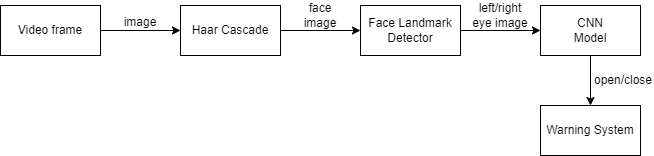 Video frame
image
Haar Cascade
face
image
Face Landmark
Detector
left/right
eye image
CNN
Model
open/close
Warning System